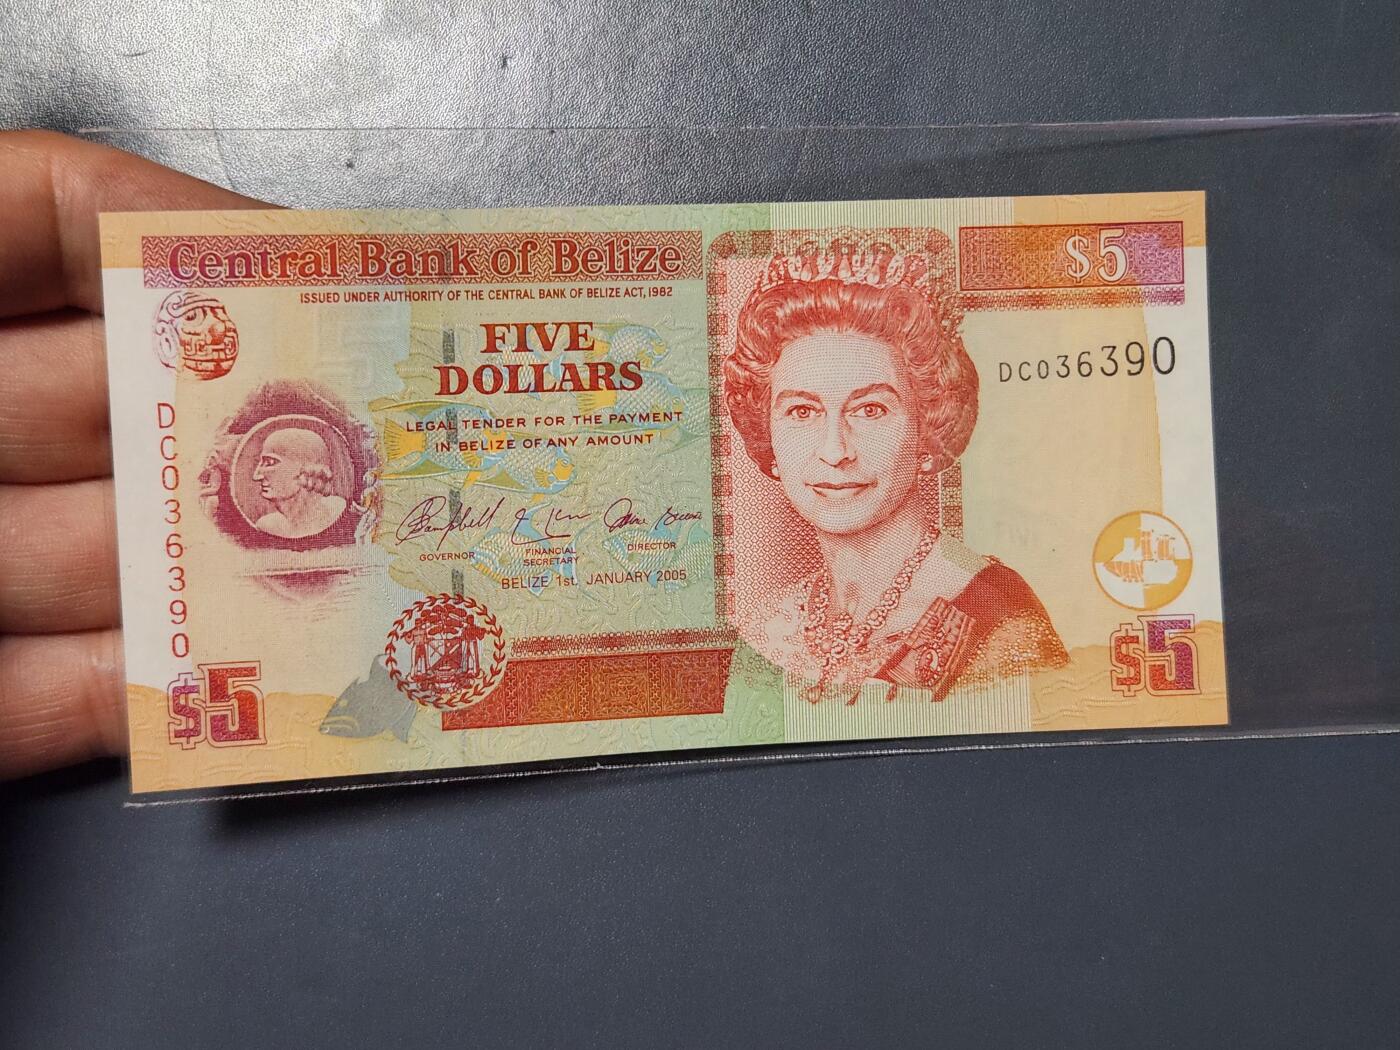 Central Bank of Belize
$5
ISSUED UNDER AUTHORITY OF THE CENTRAL BANK OF BELIZE ACT, 1982
FIVE
DOLLARS
DC036390
LEGAL TENDER FOR THE PAYMENT
IN BELIZE OF ANY AMOUNT
DC036390
GOVERNOR
FINANCIAL
SECRETARY
DIRECTOR
BELIZE 1st. JANUARY 2005
$5
$5